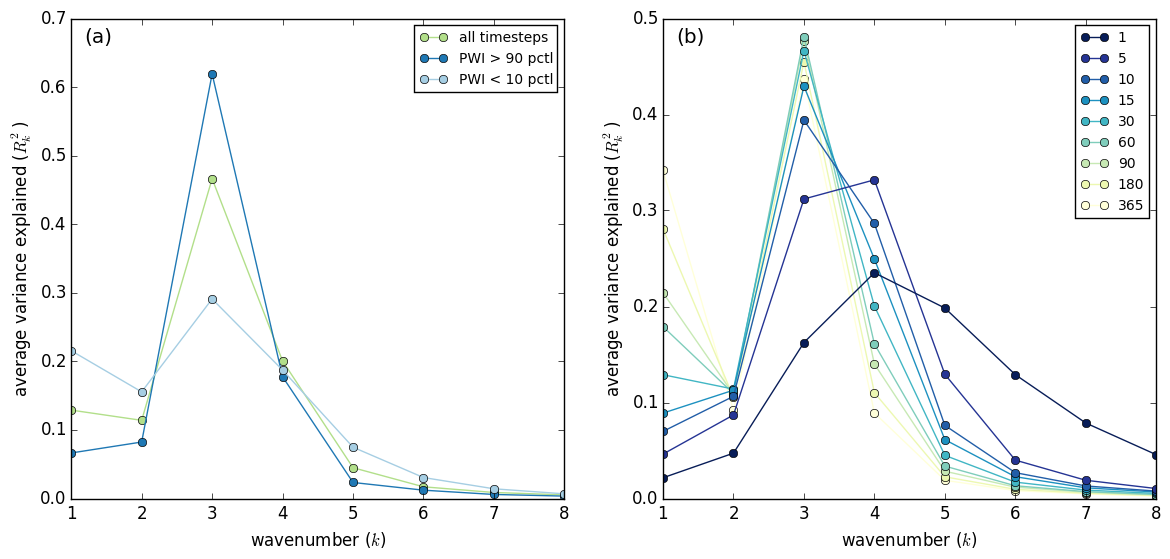 (a)
all timesteps
PWI > 90 pctl
PWI < 10 pctl
0.7
0.6
0.5
0.4
0.3
0.2
0.1
0.0
average variance explained (R_k^2)
1 2 3 4 5 6 7 8
wavenumber (k)
(b)
1
5
10
15
30
60
90
180
365
0.5
0.4
0.3
0.2
0.1
0.0
average variance explained (R_k^2)
1 2 3 4 5 6 7 8
wavenumber (k)